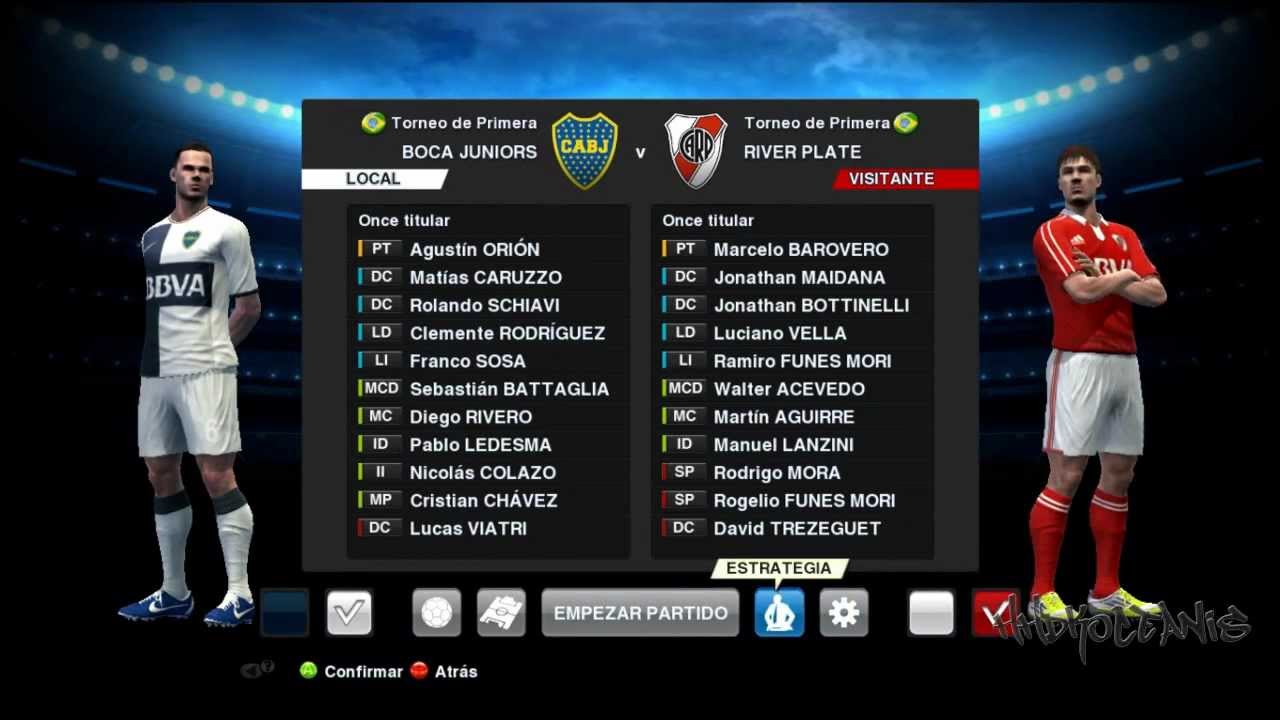 Torneo de Primera
BOCA JUNIORS
LOCAL
CABJ
v
CARP
Torneo de Primera
RIVER PLATE
VISITANTE
Once titular
PT Agustín ORIÓN
DC Matías CARUZZO
DC Rolando SCHIAVI
LD Clemente RODRÍGUEZ
LI Franco SOSA
MCD Sebastián BATTAGLIA
MC Diego RIVERO
ID Pablo LEDESMA
II Nicolás COLAZO
MP Cristian CHÁVEZ
DC Lucas VIATRI
Once titular
PT Marcelo BAROVERO
DC Jonathan MAIDANA
DC Jonathan BOTTINELLI
LD Luciano VELLA
LI Ramiro FUNES MORI
MCD Walter ACEVEDO
MC Martín AGUIRRE
ID Manuel LANZINI
SP Rodrigo MORA
SP Rogelio FUNES MORI
DC David TREZEGUET
BBVA
6
ESTRATEGIA
EMPEZAR PARTIDO
A Confirmar
Atrás